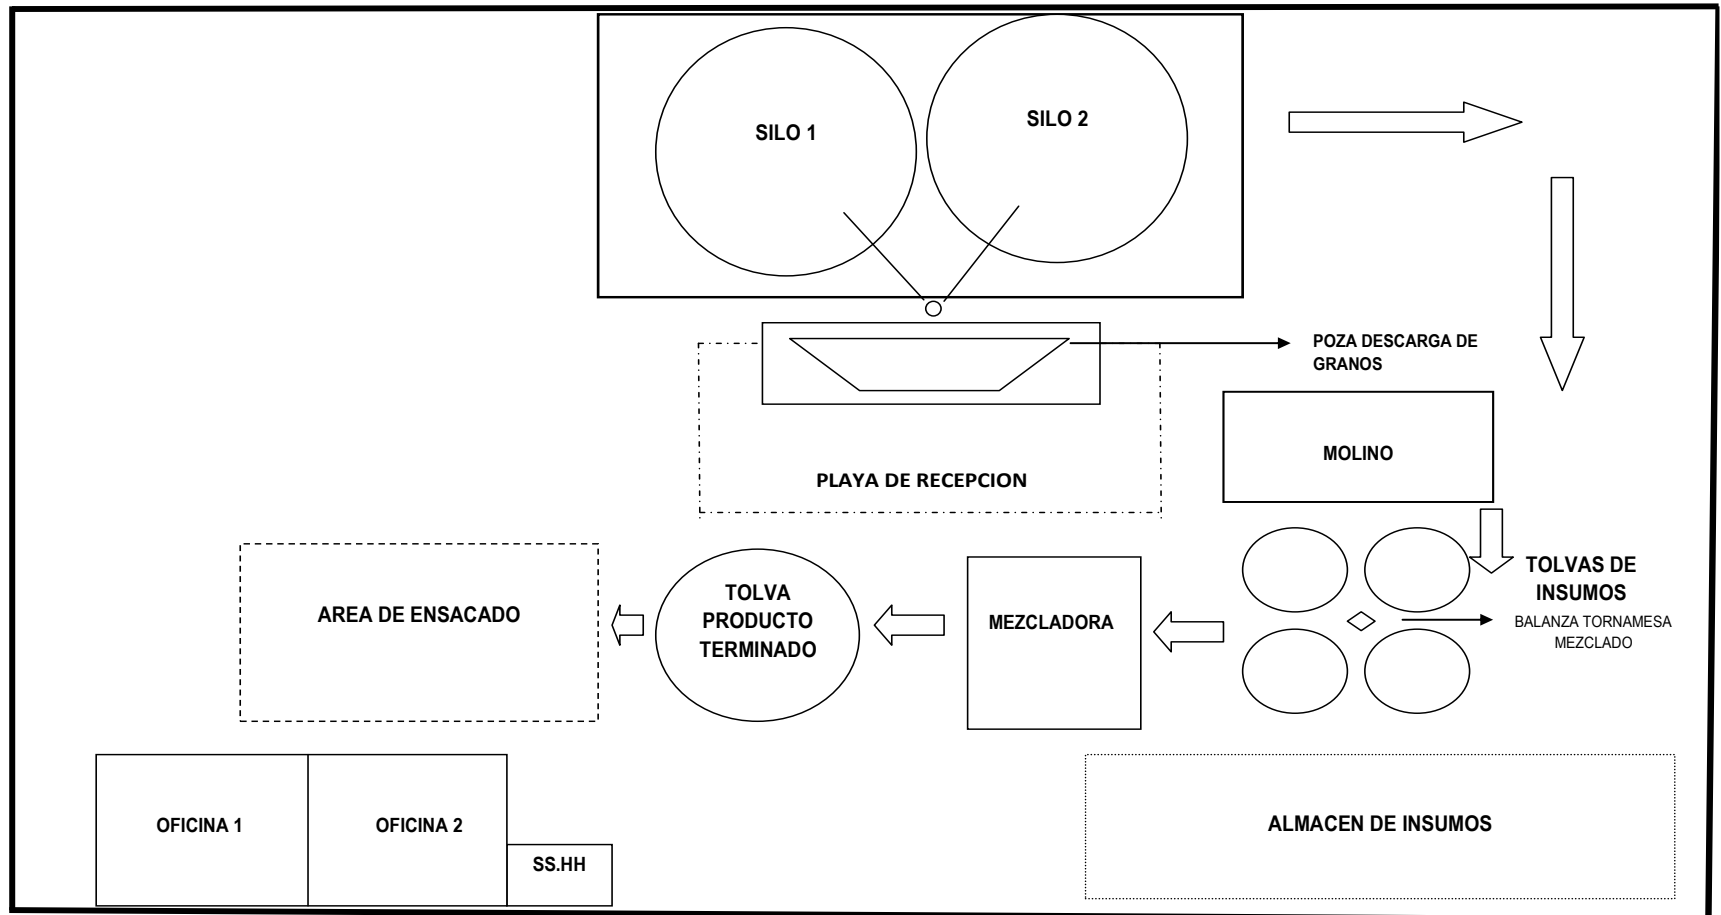 SILO 1
SILO 2
POZA DESCARGA DE
GRANOS
MOLINO
PLAYA DE RECEPCION
TOLVAS DE
INSUMOS
BALANZA TORNAMESA
MEZCLADO
MEZCLADORA
TOLVA
PRODUCTO
TERMINADO
AREA DE ENSACADO
OFICINA 1
OFICINA 2
SS.HH
ALMACEN DE INSUMOS